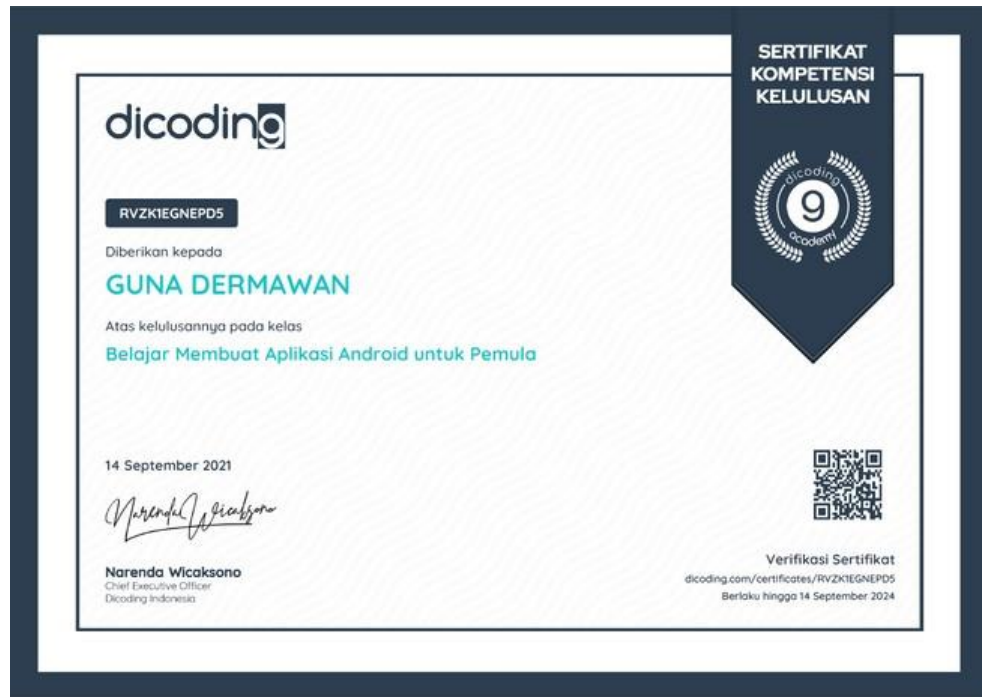 SERTIFIKAT
KOMPETENSI
KELULUSAN
dicoding
dicoding
9
academy
RVZK1EGNEPD5
Diberikan kepada
GUNA DERMAWAN
Atas kelulusannya pada kelas
Belajar Membuat Aplikasi Android untuk Pemula
14 September 2021
Narenda Wicaksono
Narenda Wicaksono
Chief Executive Officer
Dicoding Indonesia
Verifikasi Sertifikat
dicoding.com/certificates/RVZK1EGNEPD5
Berlaku hingga 14 September 2024